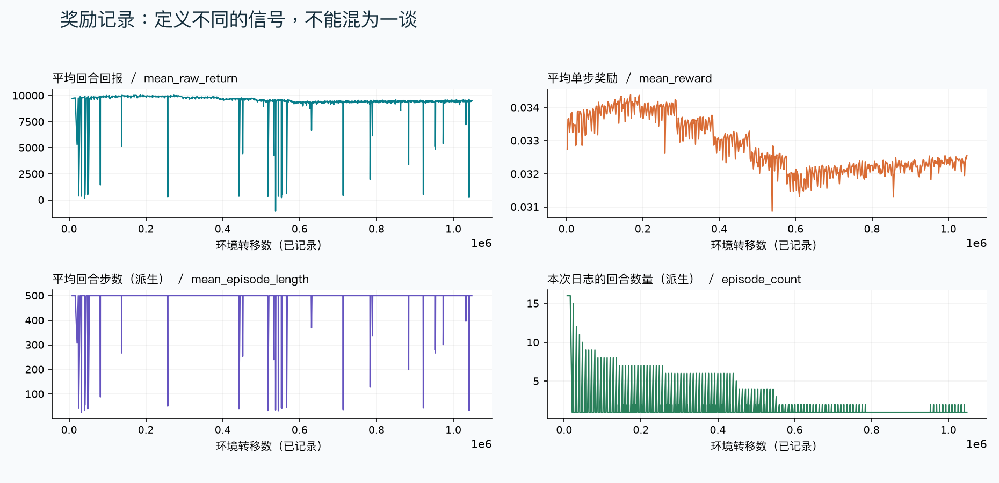 奖励记录：定义不同的信号，不能混为一谈
平均回合回报 / mean_raw_return
10000
7500
5000
2500
0
0.0 0.2 0.4 0.6 0.8 1.0
1e6
环境转移数（已记录）
平均单步奖励 / mean_reward
0.034
0.033
0.032
0.031
0.0 0.2 0.4 0.6 0.8 1.0
1e6
环境转移数（已记录）
平均回合步数（派生） / mean_episode_length
500
400
300
200
100
0.0 0.2 0.4 0.6 0.8 1.0
1e6
环境转移数（已记录）
本次日志的回合数量（派生） / episode_count
15
10
5
0.0 0.2 0.4 0.6 0.8 1.0
1e6
环境转移数（已记录）